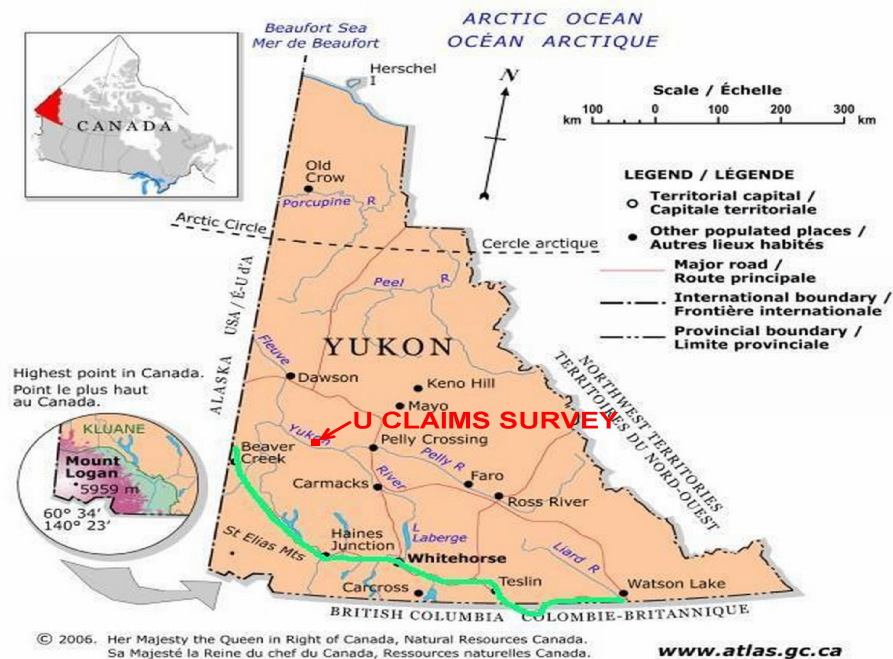 Beaufort Sea
Mer de Beaufort
ARCTIC OCEAN
OCÉAN ARCTIQUE
CANADA
Herschel
I
N
Scale / Échelle
100 0 100 200 300
km km
LEGEND / LÉGENDE
Territorial capital /
Capitale territoriale
Other populated places /
Autres lieux habités
Major road /
Route principale
International boundary /
Frontière internationale
Provincial boundary /
Limite provinciale
Old
Crow
Porcupine R
Arctic Circle
Cercle arctique
ALASKA USA / É-U d'A
Peel R
YUKON
NORTHWEST TERRITORIES
TERRITOIRES DU NORD-OUEST
Fleuve
Dawson
Keno Hill
Mayo
U CLAIMS SURVEY
Yukon
Pelly Crossing
Beaver
Creek
Pelly R
River
Carmacks
Faro
Ross River
Highest point in Canada.
Point le plus haut
au Canada.
KLUANE
Mount
Logan
5959 m
60° 34'
140° 23'
St Elias Mts
Haines
Junction
L
Laberge
Whitehorse
Liard R
Carcross
Teslin
Watson Lake
BRITISH COLUMBIA COLOMBIE-BRITANNIQUE
© 2006. Her Majesty the Queen in Right of Canada, Natural Resources Canada.
Sa Majesté la Reine du chef du Canada, Ressources naturelles Canada.
www.atlas.gc.ca